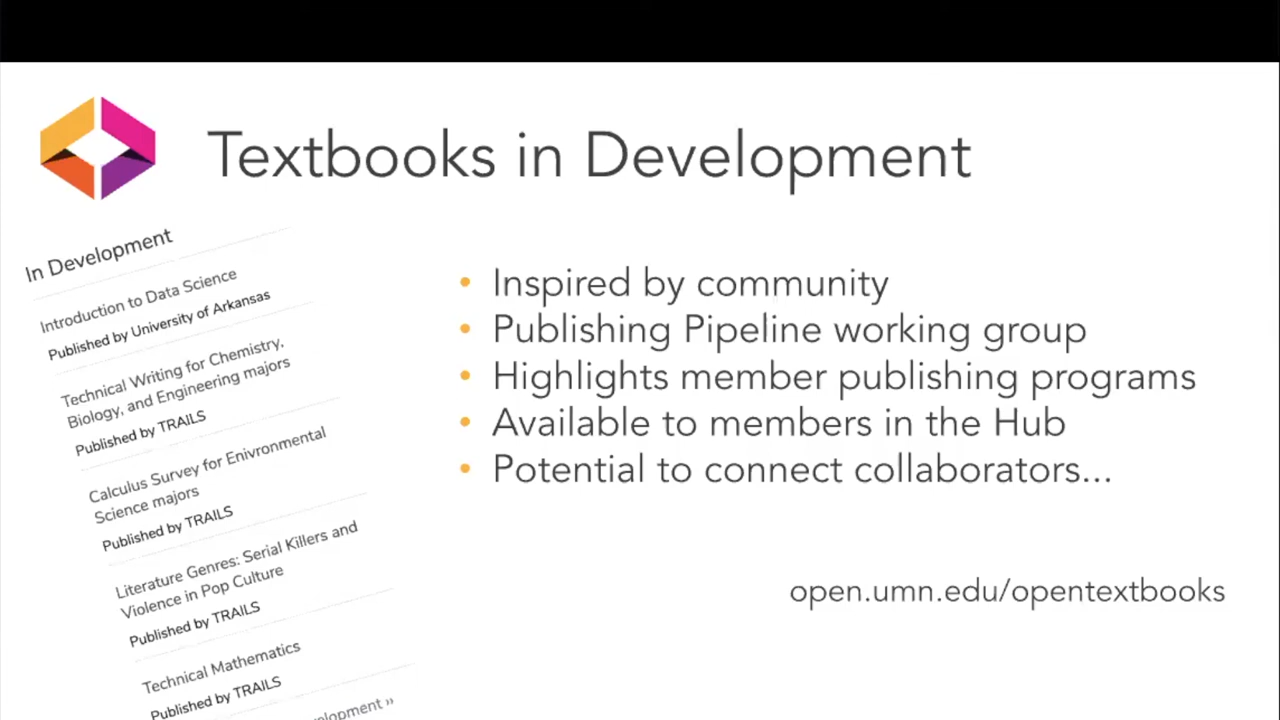 Textbooks in Development
In Development
Introduction to Data Science
Published by University of Arkansas
Technical Writing for Chemistry,
Biology, and Engineering majors
Published by TRAILS
Calculus Survey for Enivronmental
Science majors
Published by TRAILS
Literature Genres: Serial Killers and
Violence in Pop Culture
Published by TRAILS
Technical Mathematics
Published by TRAILS
• Inspired by community
• Publishing Pipeline working group
• Highlights member publishing programs
• Available to members in the Hub
• Potential to connect collaborators...
open.umn.edu/opentextbooks